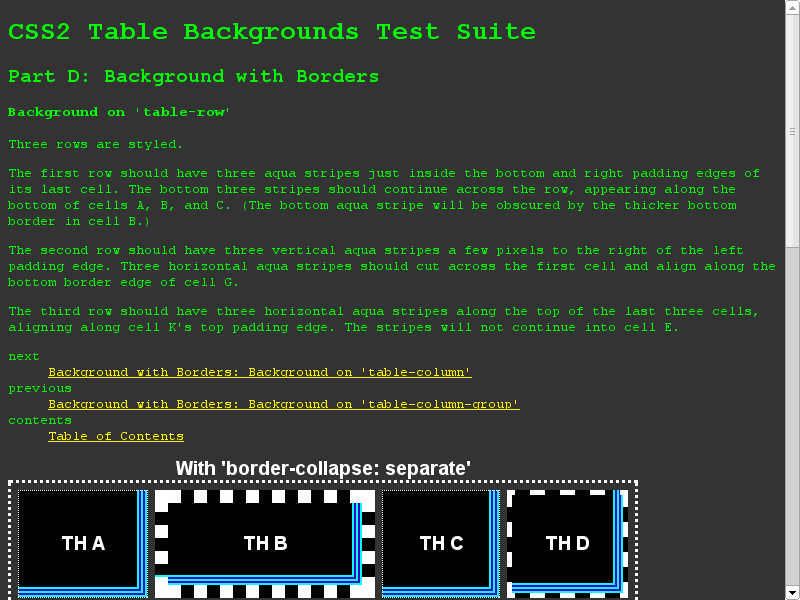 CSS2 Table Backgrounds Test Suite
Part D: Background with Borders
Background on 'table-row'
Three rows are styled.
The first row should have three aqua stripes just inside the bottom and right padding edges of
its last cell. The bottom three stripes should continue across the row, appearing along the
bottom of cells A, B, and C. (The bottom aqua stripe will be obscured by the thicker bottom
border in cell B.)
The second row should have three vertical aqua stripes a few pixels to the right of the left
padding edge. Three horizontal aqua stripes should cut across the first cell and align along the
bottom border edge of cell G.
The third row should have three horizontal aqua stripes along the top of the last three cells,
aligning along cell K's top padding edge. The stripes will not continue into cell E.
next
Background with Borders: Background on 'table-column'
previous
Background with Borders: Background on 'table-column-group'
contents
Table of Contents
With 'border-collapse: separate'
TH A TH B TH C TH D